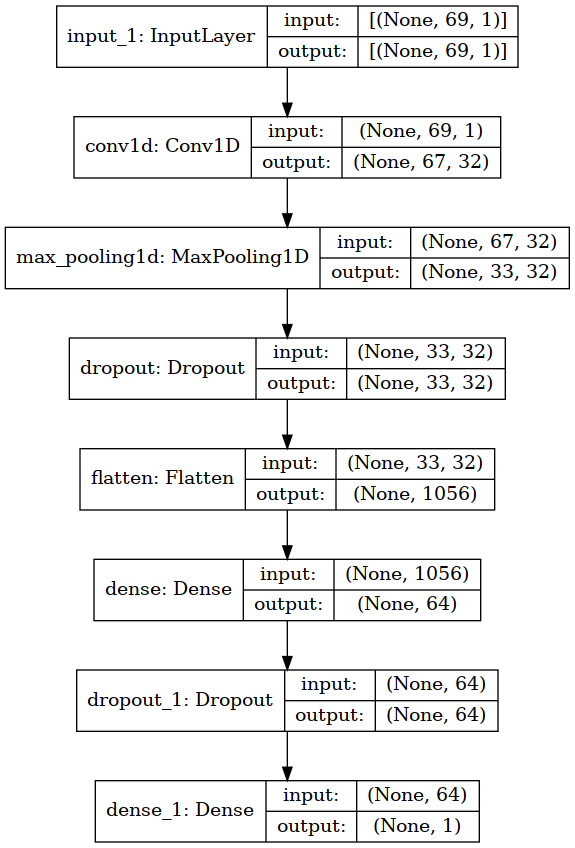 input_1: InputLayer
input:
[(None, 69, 1)]
output:
[(None, 69, 1)]
conv1d: Conv1D
input:
(None, 69, 1)
output:
(None, 67, 32)
max_pooling1d: MaxPooling1D
input:
(None, 67, 32)
output:
(None, 33, 32)
dropout: Dropout
input:
(None, 33, 32)
output:
(None, 33, 32)
flatten: Flatten
input:
(None, 33, 32)
output:
(None, 1056)
dense: Dense
input:
(None, 1056)
output:
(None, 64)
dropout_1: Dropout
input:
(None, 64)
output:
(None, 64)
dense_1: Dense
input:
(None, 64)
output:
(None, 1)